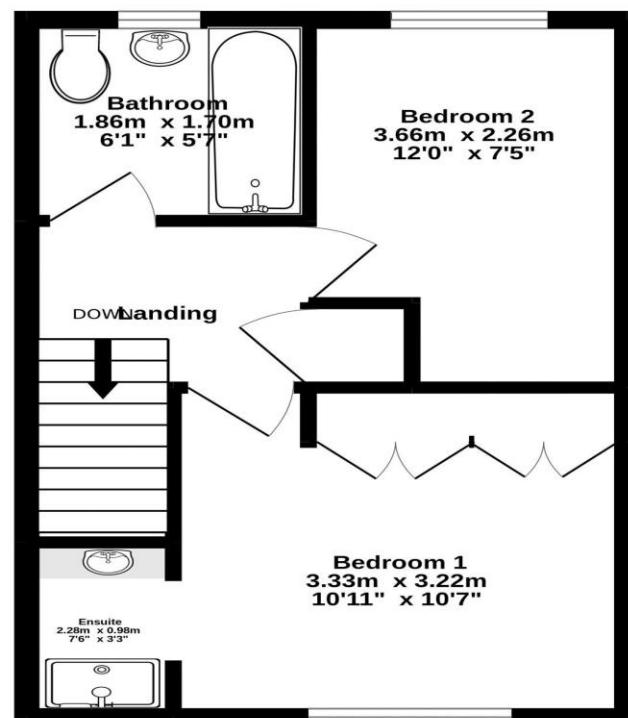 Bathroom
1.86m x 1.70m
6'1" x 5'7"
Bedroom 2
3.66m x 2.26m
12'0" x 7'5"
DOWN
Landing
Bedroom 1
3.33m x 3.22m
10'11" x 10'7"
Ensuite
2.28m x 0.98m
7'6" x 3'3"